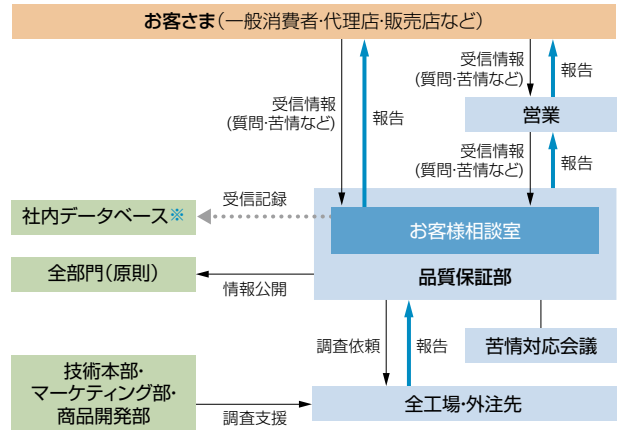 お客さま(一般消費者・代理店・販売店など)
受信情報
(質問・苦情など)
報告
受信情報
(質問・苦情など)
報告
営業
受信情報
(質問・苦情など)
報告
受信記録
社内データベース※
お客様相談室
全部門(原則)
情報公開
品質保証部
調査依頼
報告
苦情対応会議
技術本部・
マーケティング部・
商品開発部
調査支援
全工場・外注先